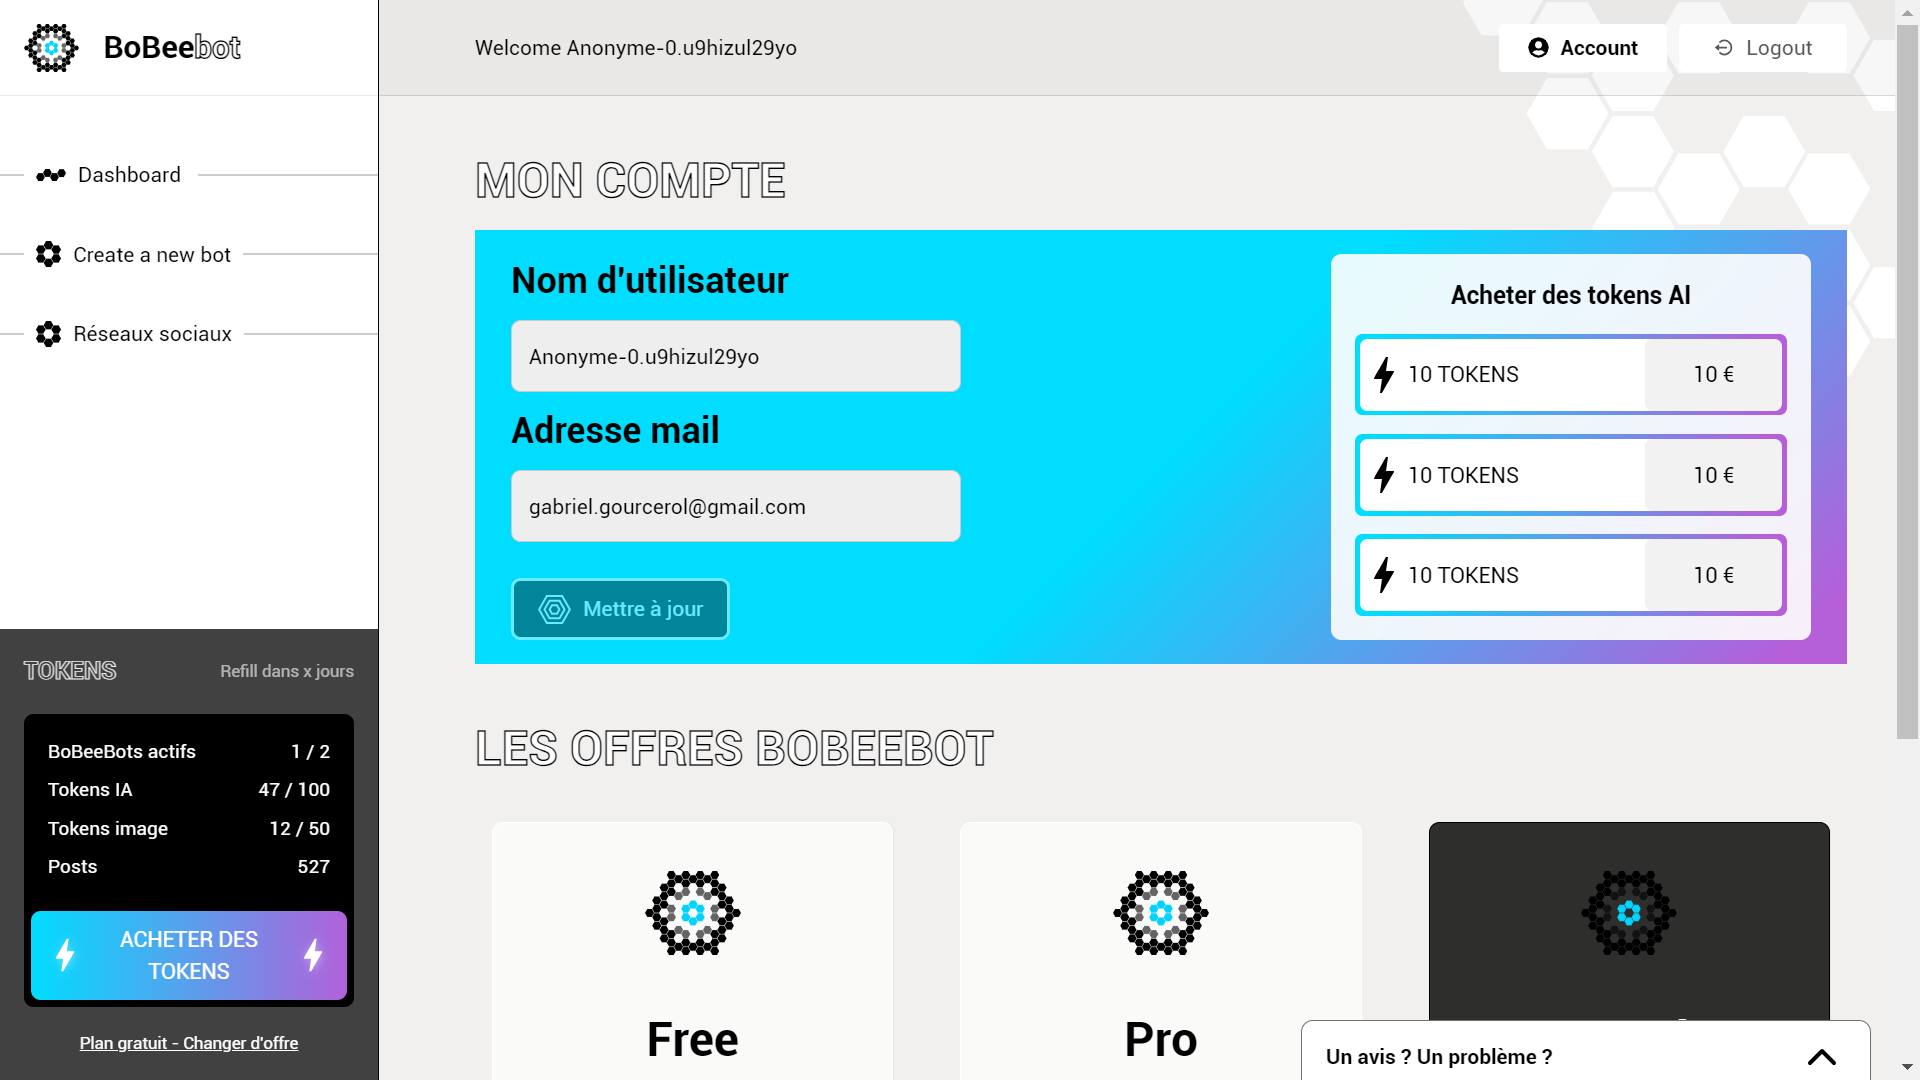 BoBeebot
Welcome Anonyme-0.u9hizul29yo
Account
Logout
Dashboard
Create a new bot
Réseaux sociaux
TOKENS
Refill dans x jours
BoBeeBots actifs 1 / 2
Tokens IA 47 / 100
Tokens image 12 / 50
Posts 527
ACHETER DES
TOKENS
Plan gratuit - Changer d'offre
MON COMPTE
Nom d'utilisateur
Anonyme-0.u9hizul29yo
Adresse mail
gabriel.gourcerol@gmail.com
Mettre à jour
Acheter des tokens AI
10 TOKENS 10 €
10 TOKENS 10 €
10 TOKENS 10 €
LES OFFRES BOBEEBOT
Free
Pro
Un avis ? Un problème ?